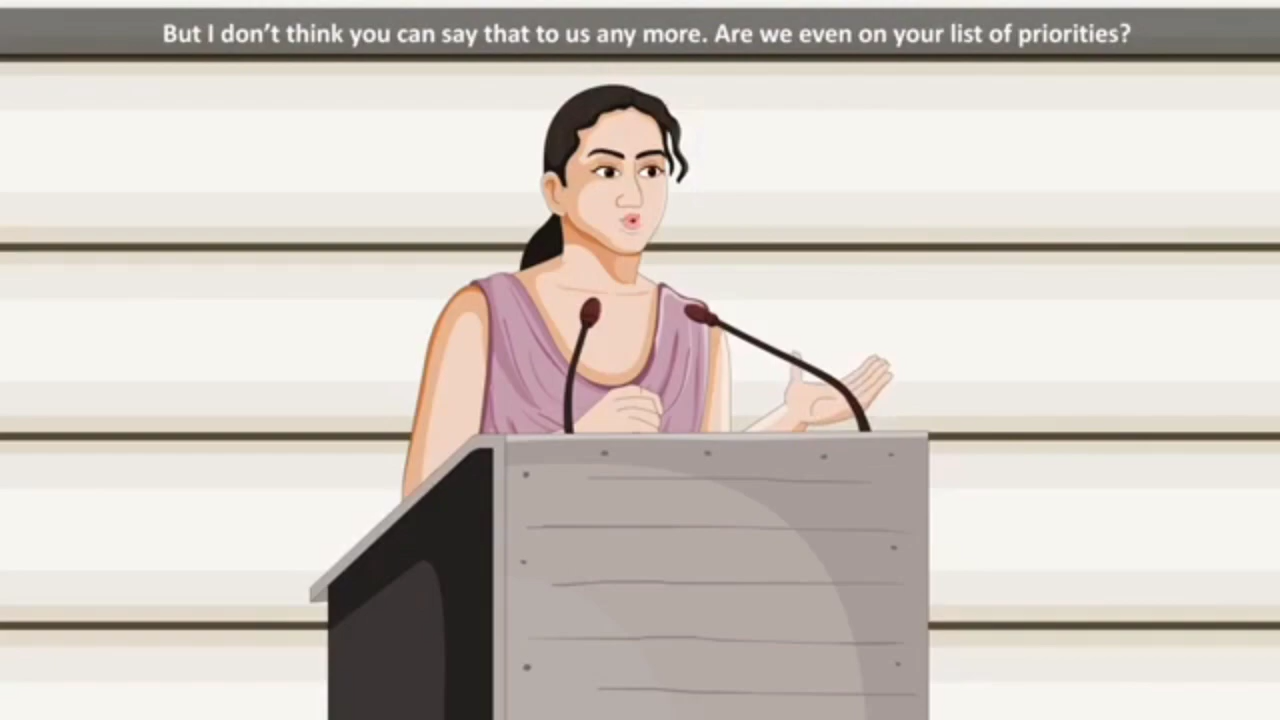 But I don’t think you can say that to us any more. Are we even on your list of priorities?